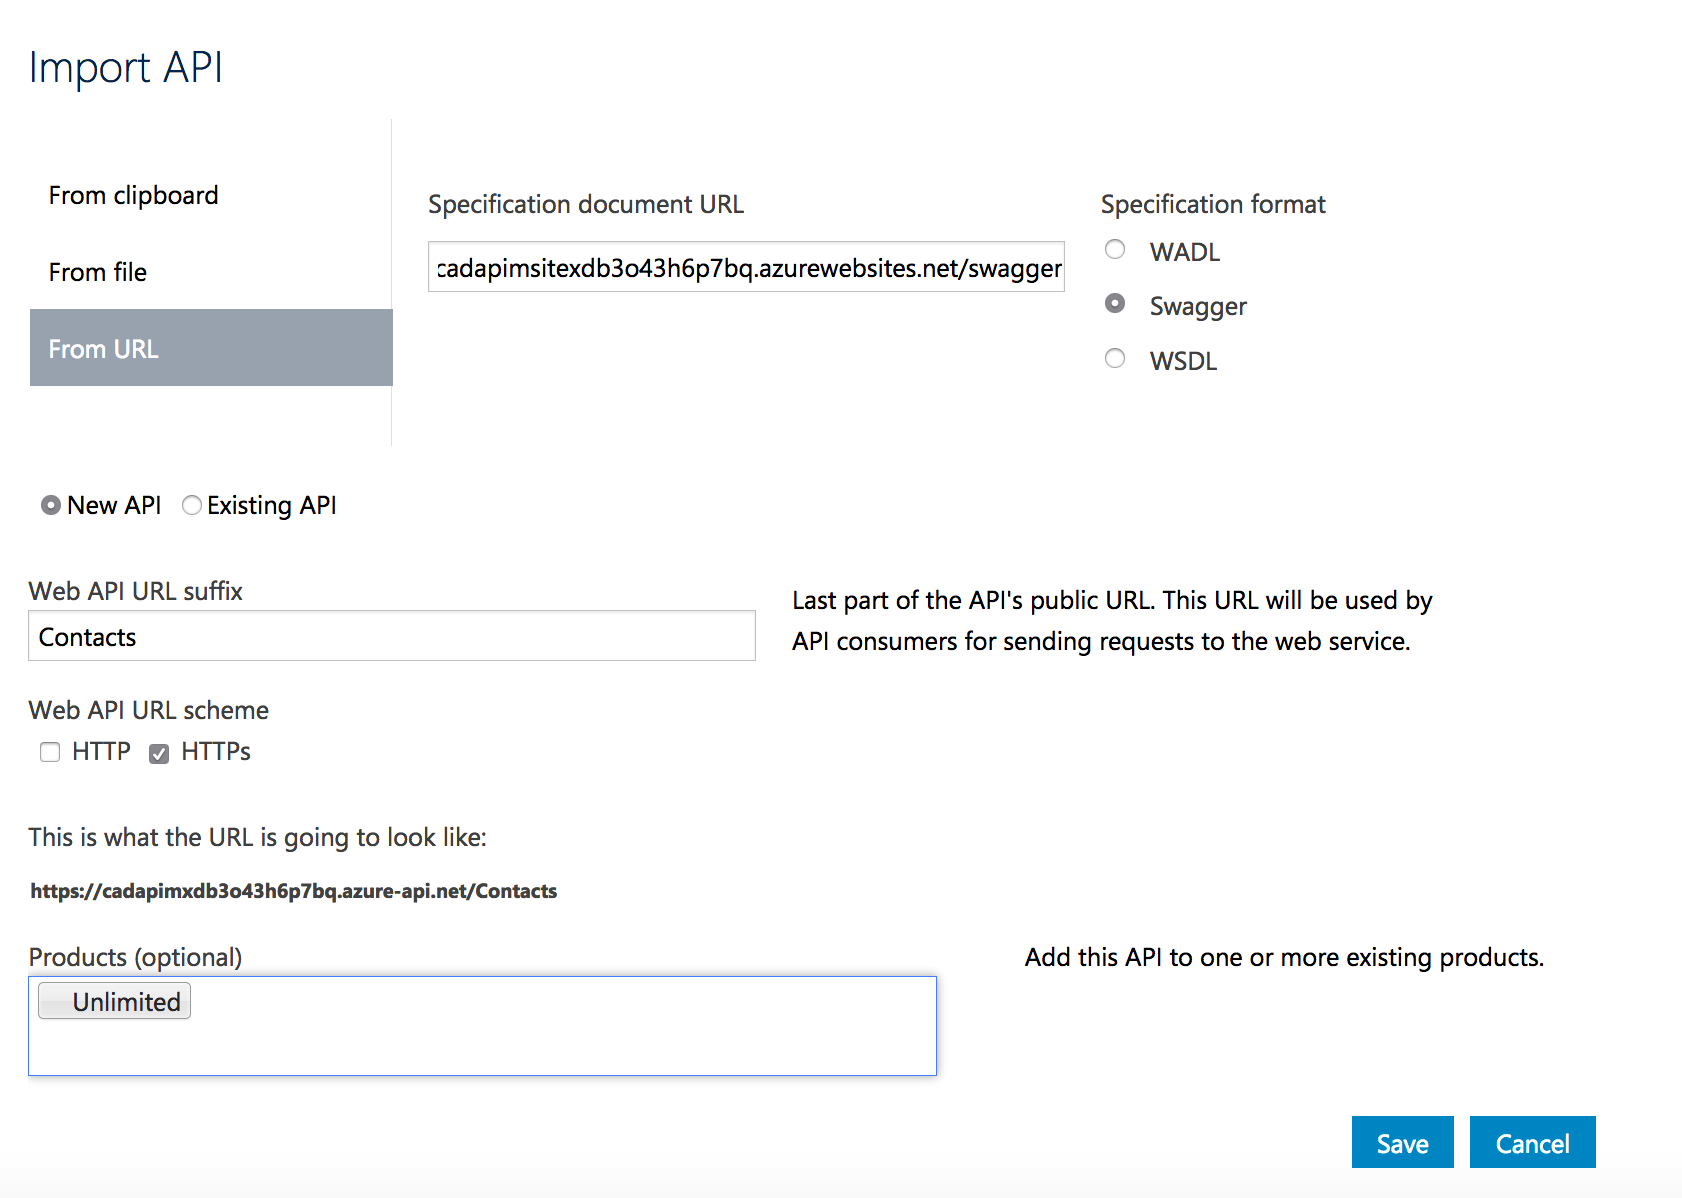 Import API
From clipboard
From file
From URL
Specification document URL
cadapimsitexdb3o43h6p7bq.azurewebsites.net/swagger
Specification format
WADL
Swagger
WSDL
New API Existing API
Web API URL suffix
Contacts
Last part of the API's public URL. This URL will be used by
API consumers for sending requests to the web service.
Web API URL scheme
HTTP HTTPs
This is what the URL is going to look like:
https://cadapimxdb3o43h6p7bq.azure-api.net/Contacts
Products (optional)
Unlimited
Add this API to one or more existing products.
Save Cancel